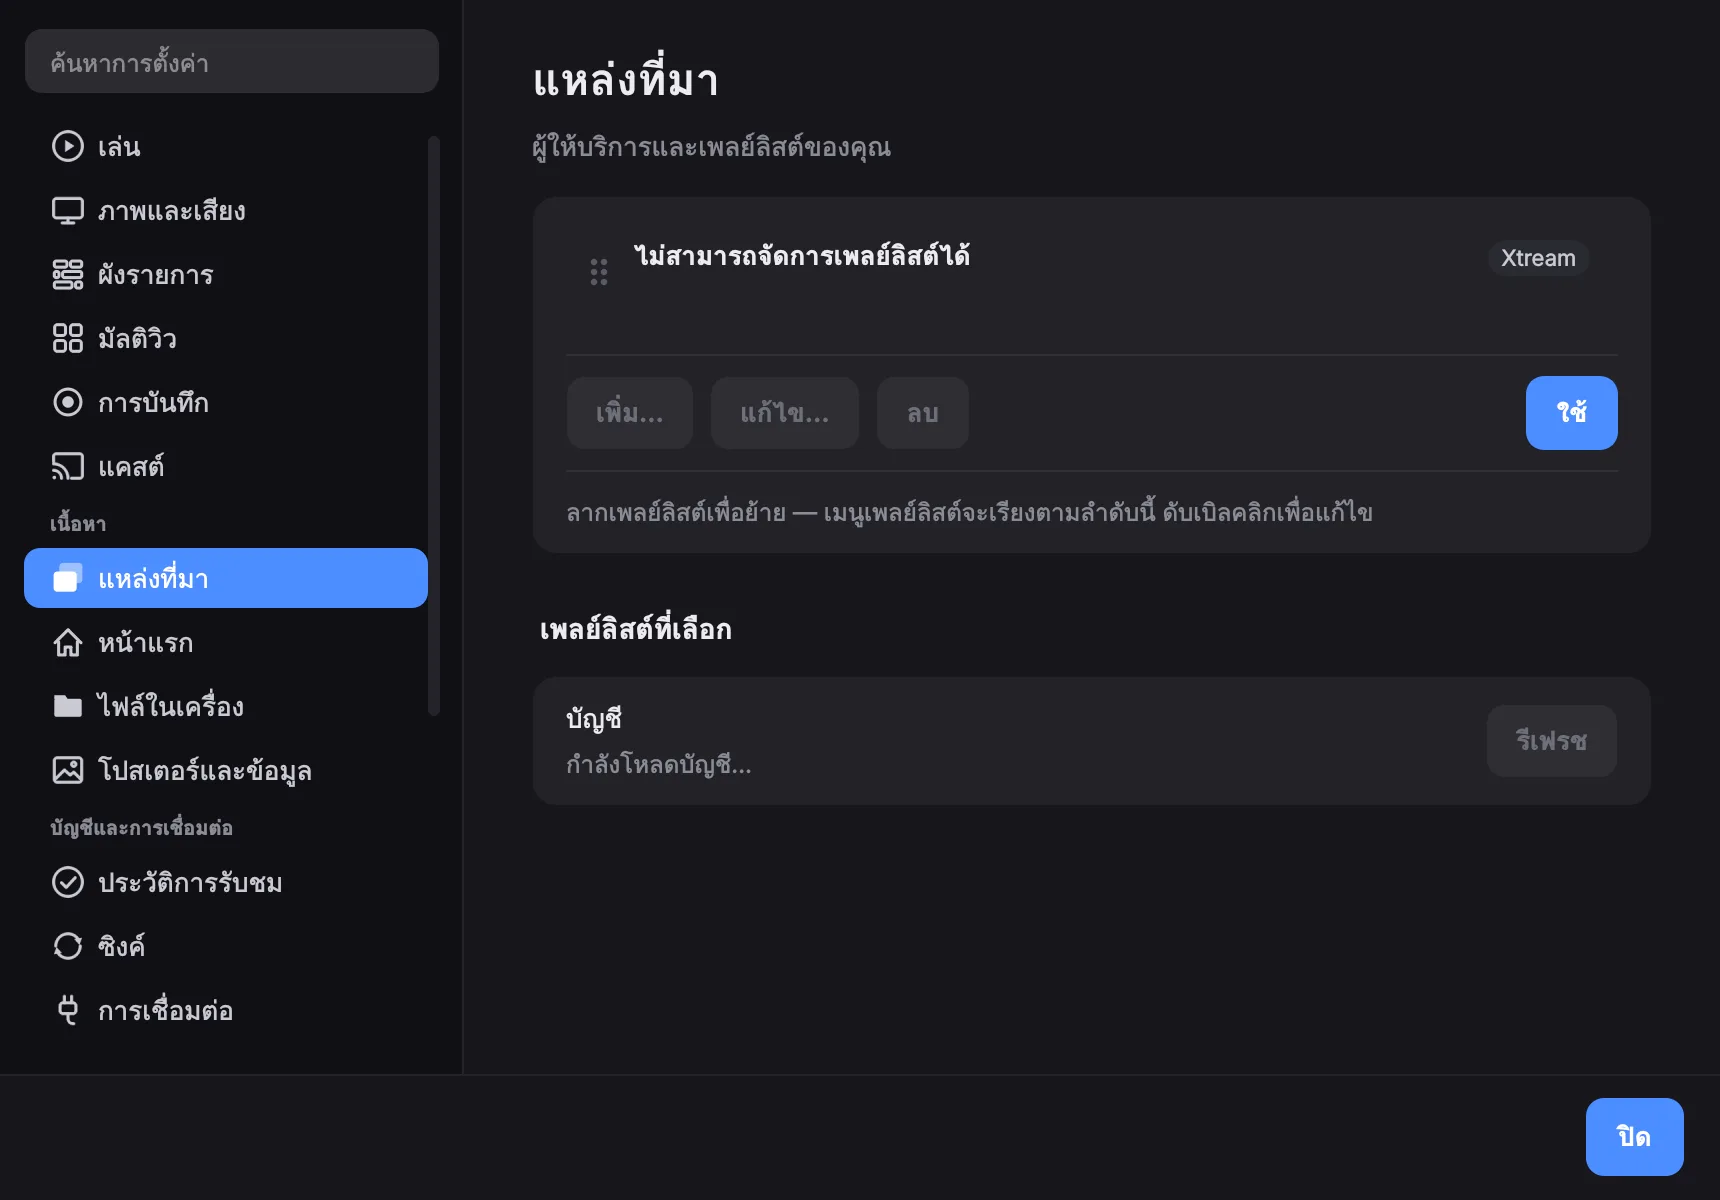 ค้นหาการตั้งค่า
เล่น
ภาพและเสียง
ผังรายการ
มัลติวิว
การบันทึก
แคสต์
เนื้อหา
แหล่งที่มา
หน้าแรก
ไฟล์ในเครื่อง
โปสเตอร์และข้อมูล
บัญชีและการเชื่อมต่อ
ประวัติการรับชม
ซิงค์
การเชื่อมต่อ
แหล่งที่มา
ผู้ให้บริการและเพลย์ลิสต์ของคุณ
ไม่สามารถจัดการเพลย์ลิสต์ได้
Xtream
เพิ่ม...
แก้ไข...
ลบ
ใช้
ลากเพลย์ลิสต์เพื่อย้าย — เมนูเพลย์ลิสต์จะเรียงตามลำดับนี้ ดับเบิลคลิกเพื่อแก้ไข
เพลย์ลิสต์ที่เลือก
บัญชี
กำลังโหลดบัญชี...
รีเฟรช
ปิด